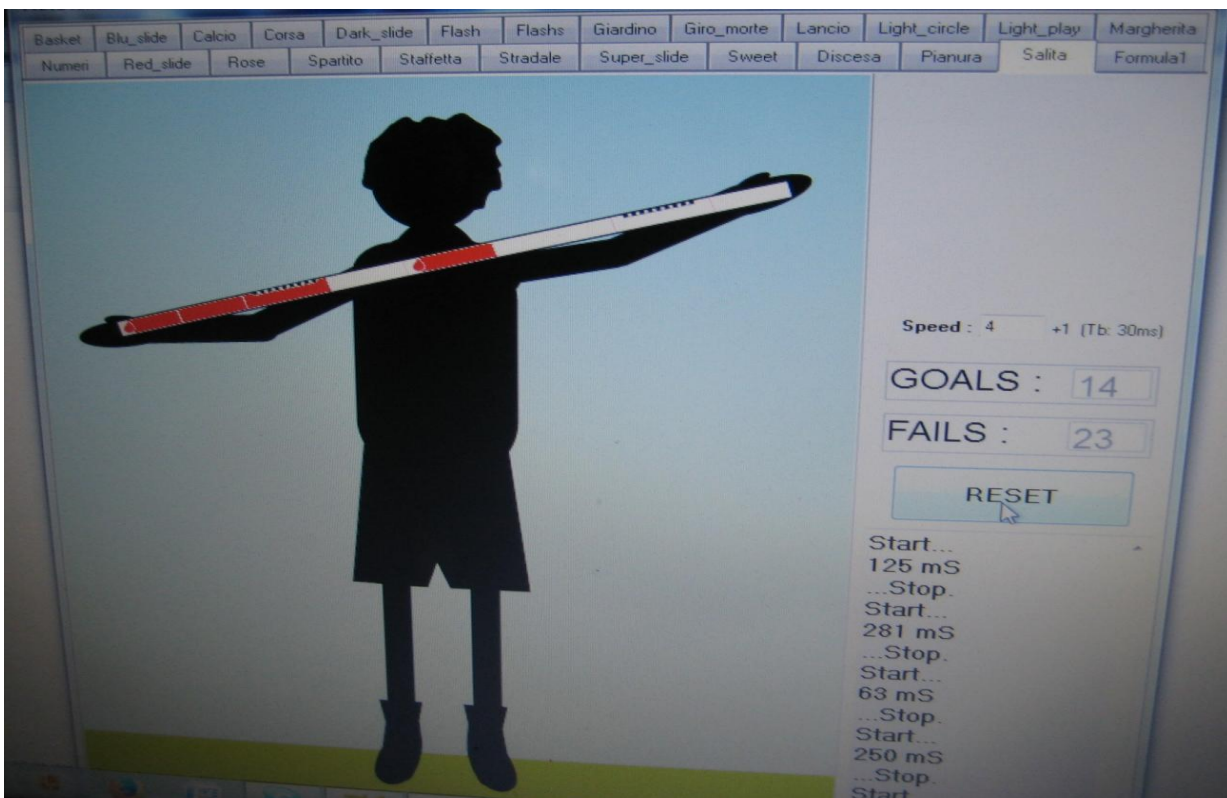 Basket Blu_slide Calcio Corsa Dark_slide Flash Flashs Giardino Giro_morte Lancio Light_circle Light_play Margherita
Numeri Red_slide Rose Spartito Staffetta Stradale Super_slide Sweet Discesa Pianura Salita Formula1
Speed : 4 +1 (Tb: 30ms)
GOALS : 14
FAILS : 23
RESET
Start...
125 mS
...Stop.
Start...
281 mS
...Stop.
Start...
63 mS
...Stop.
Start...
250 mS
...Stop.
Start